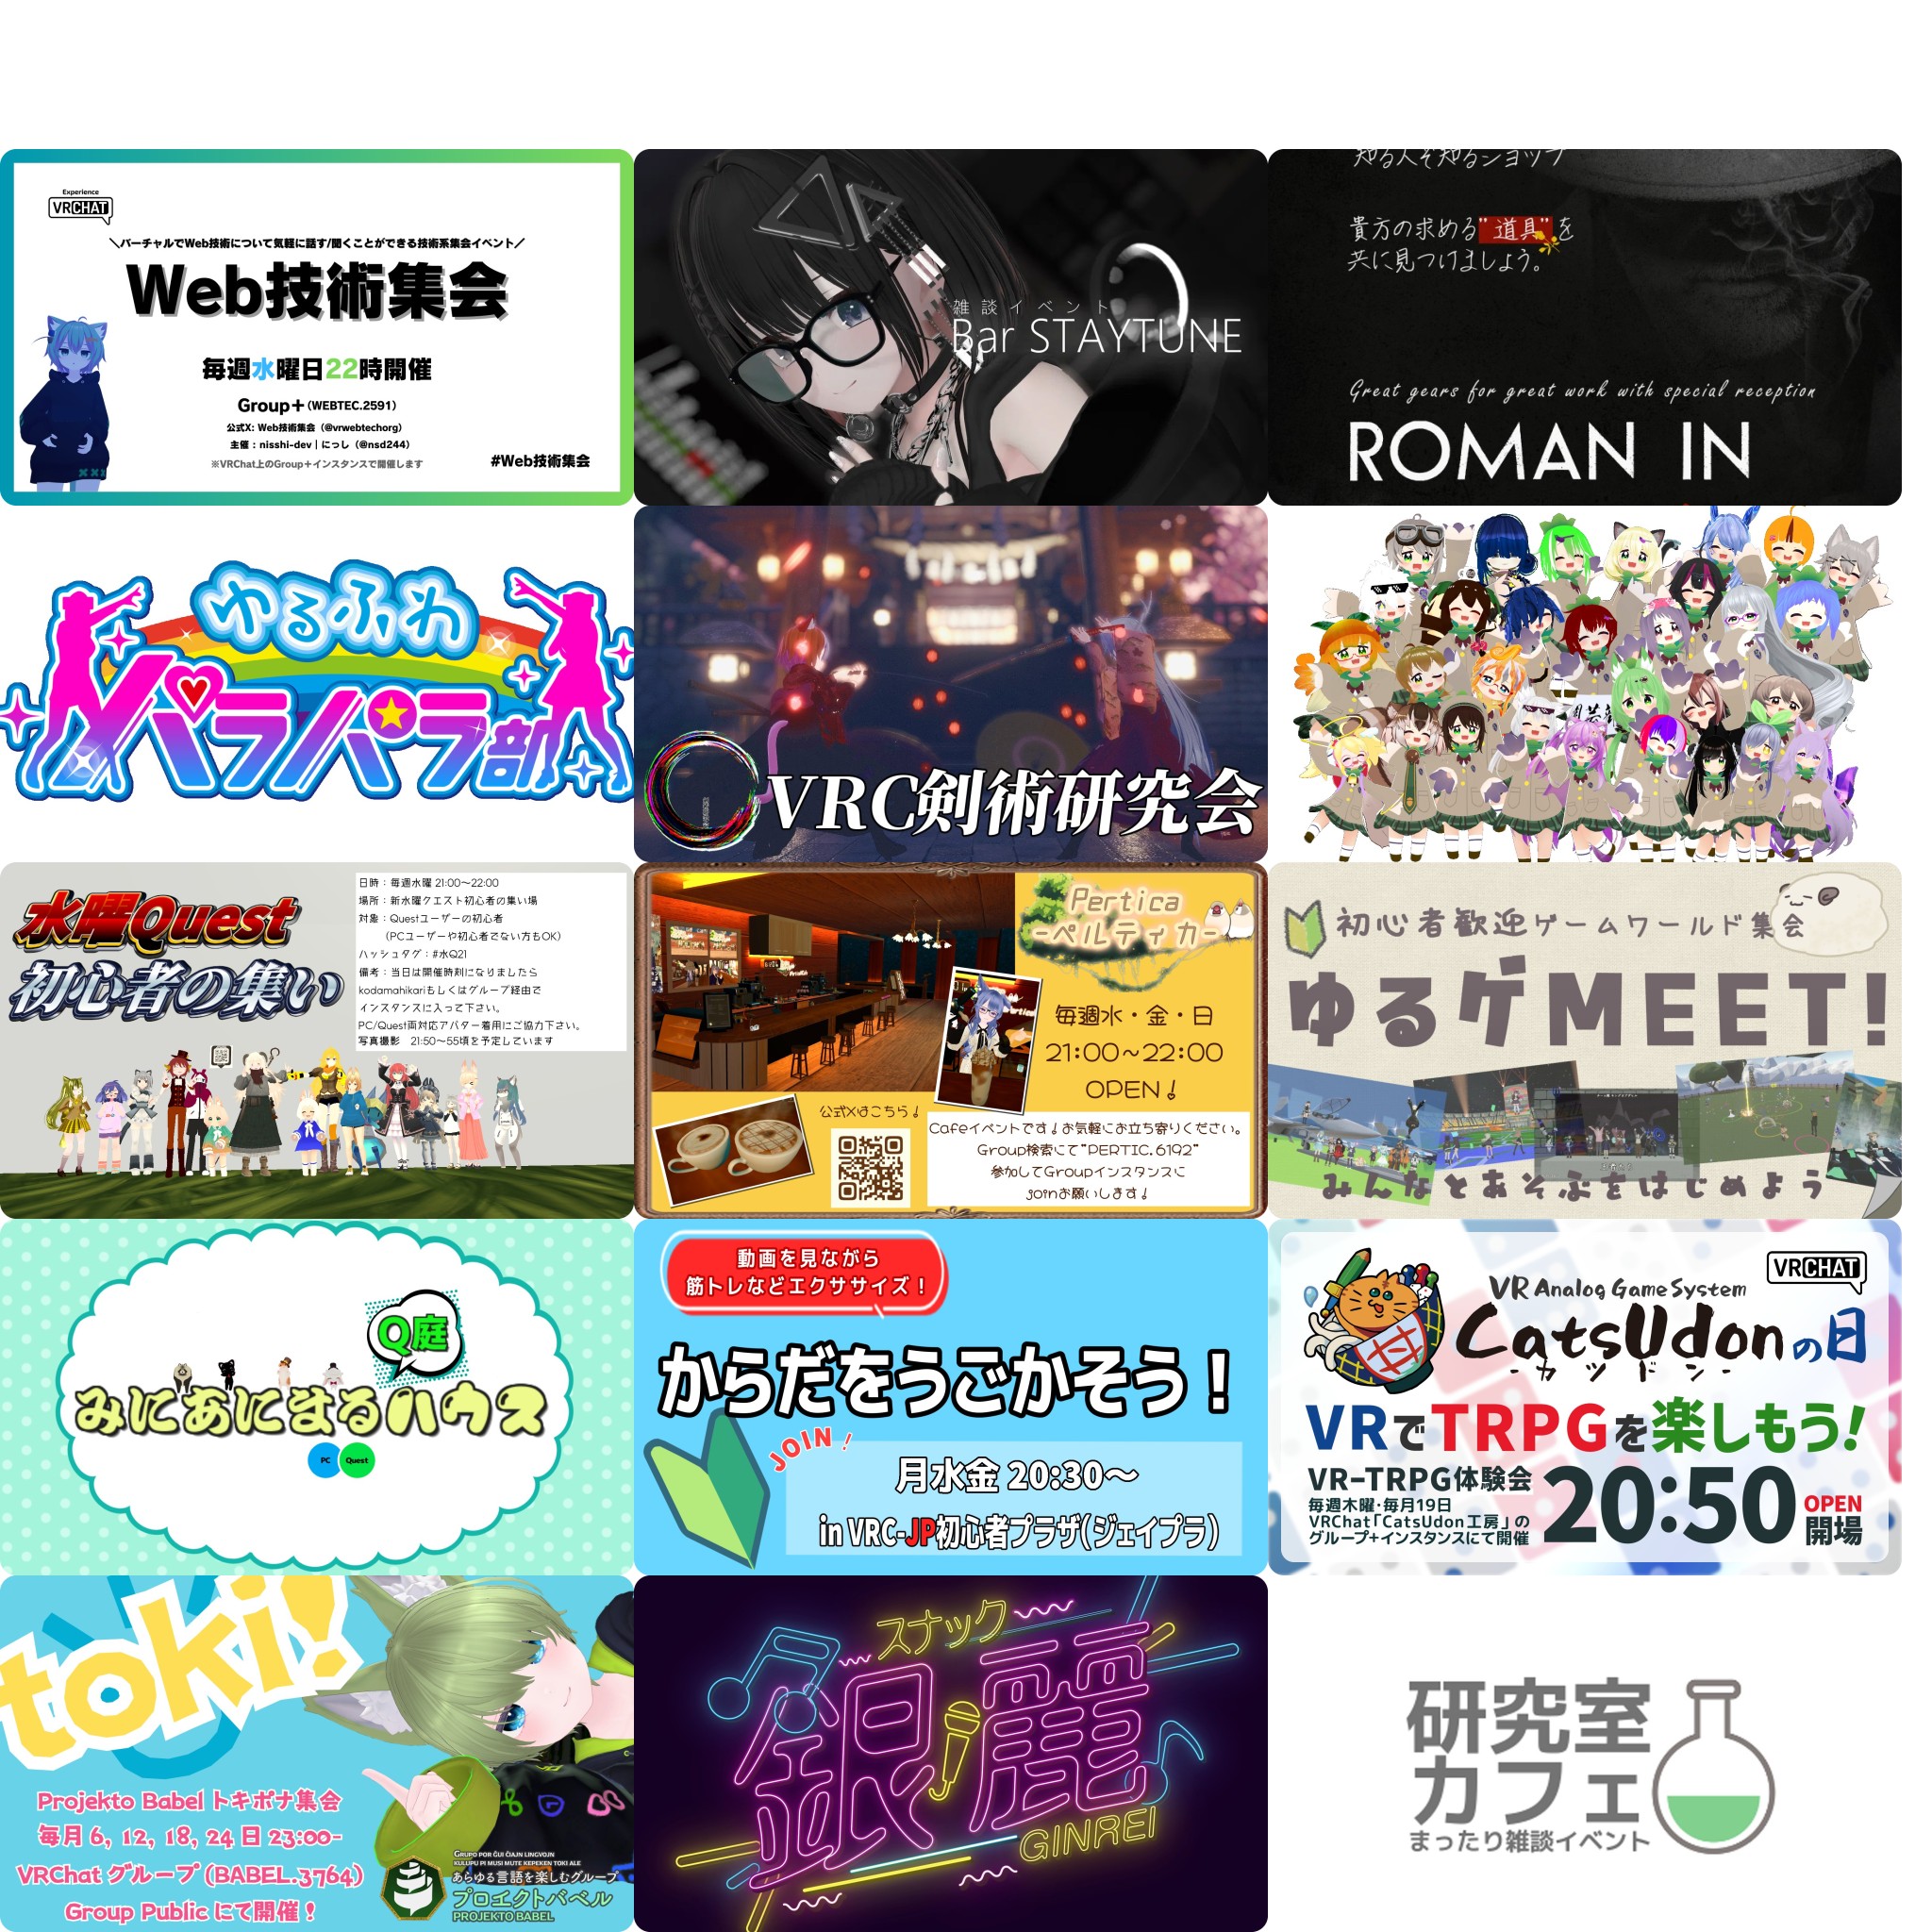 Experience
VRCHAT
＼バーチャルでWeb技術について気軽に話す/聞くことができる技術系集会イベント／
Web技術集会
毎週水曜日22時開催
Group＋(WEBTEC.2591)
公式X: Web技術集会（@vrwebtechorg）
主催：nisshi-dev｜にっし（@nsd244）
※VRChat上のGroup＋インスタンスで開催します
#Web技術集会
雑談イベント
Bar STAYTUNE
知る人ぞ知るショップ
貴方の求める"道具"を
共に見つけましょう。
Great gears for great work with special reception
ROMAN IN
ゆるふわ
パラパラ部
VRC剣術研究会
水曜Quest
初心者の集い
日時：毎週水曜 21:00～22:00
場所：新水曜クエスト初心者の集い場
対象：Questユーザーの初心者
（PCユーザーや初心者でない方もOK）
ハッシュタグ：#水Q21
備考：当日は開催時刻になりましたら
kodamahikariもしくはグループ経由で
インスタンスに入って下さい。
PC/Quest両対応アバター着用にご協力下さい。
写真撮影　21:50～55頃を予定しています
Pertica
-ペルティカ-
毎週水・金・日
21:00～22:00
OPEN！
公式Xはこちら！
Cafeイベントです！お気軽にお立ち寄りください。
Group検索にて"PERTIC.6192"
参加してGroupインスタンスに
joinお願いします！
初心者歓迎ゲームワールド集会
ゆるゲMEET!
みんなとあそぶをはじめよう
Q庭
みにあにまるハウス
PC
Quest
動画を見ながら
筋トレなどエクササイズ！
からだをうごかそう！
JOIN！
月水金 20:30～
in VRC-JP初心者プラザ(ジェイプラ)
VRCHAT
VR Analog Game System
CatsUdonの日
-カツドン-
VRでTRPGを楽しもう!
VR-TRPG体験会
毎週木曜・毎月19日
VRChat「CatsUdon工房」の
グループ+インスタンスにて開催
20:50
OPEN
開場
toki!
Projekto Babel トキポナ集会
毎月 6, 12, 18, 24 日 23:00-
VRChat グループ (BABEL.3764)
Group Public にて開催！
GRUPO POR ĜUI ĈIAJN LINGVOJN
KULUPU PI MUSI MUTE KEPEKEN TOKI ALE
あらゆる言語を楽しむグループ
プロエクトバベル
PROJEKTO BABEL
スナック
銀麗
GINREI
研究室
カフェ
まったり雑談イベント